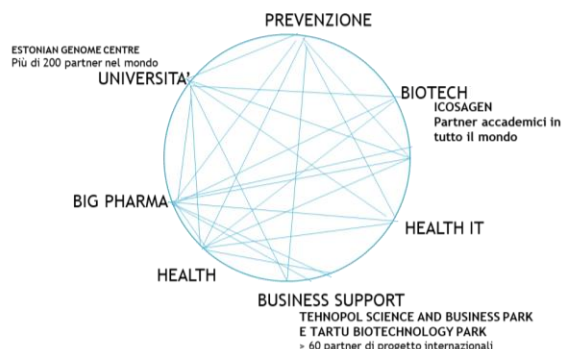 PREVENZIONE
ESTONIAN GENOME CENTRE
Più di 200 partner nel mondo
UNIVERSITA'
BIOTECH
ICOSAGEN
Partner accademici in
tutto il mondo
BIG PHARMA
HEALTH IT
HEALTH
BUSINESS SUPPORT
TEHNOPOL SCIENCE AND BUSINESS PARK
E TARTU BIOTECHNOLOGY PARK
> 60 partner di progetto internazionali